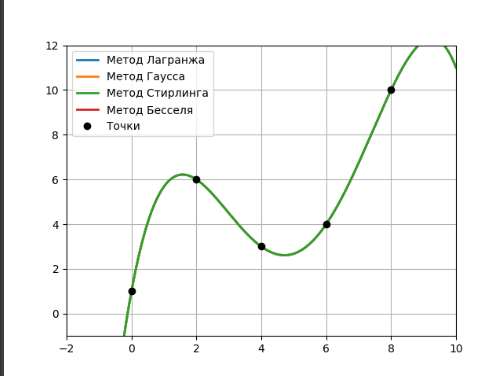 12
10
8
6
4
2
0
Метод Лагранжа
Метод Гаусса
Метод Стирлинга
Метод Бесселя
Точки
−2 0 2 4 6 8 10